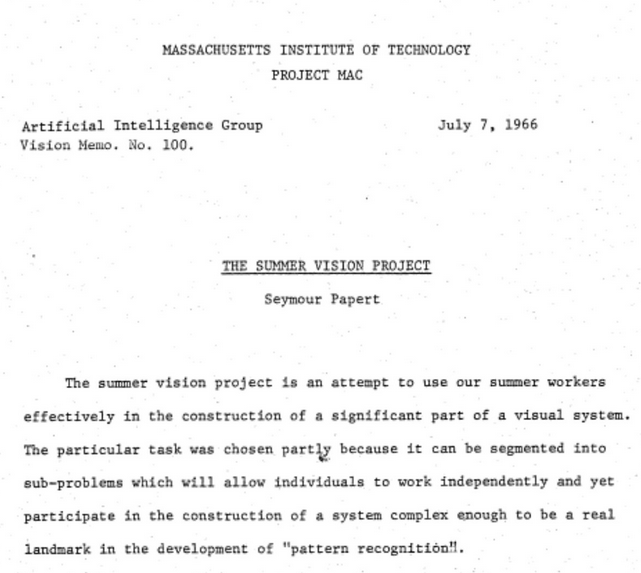 MASSACHUSETTS INSTITUTE OF TECHNOLOGY
PROJECT MAC
Artificial Intelligence Group July 7, 1966
Vision Memo. No. 100.
THE SUMMER VISION PROJECT
Seymour Papert
The summer vision project is an attempt to use our summer workers
effectively in the construction of a significant part of a visual system.
The particular task was chosen partly because it can be segmented into
sub-problems which will allow individuals to work independently and yet
participate in the construction of a system complex enough to be a real
landmark in the development of "pattern recognition".